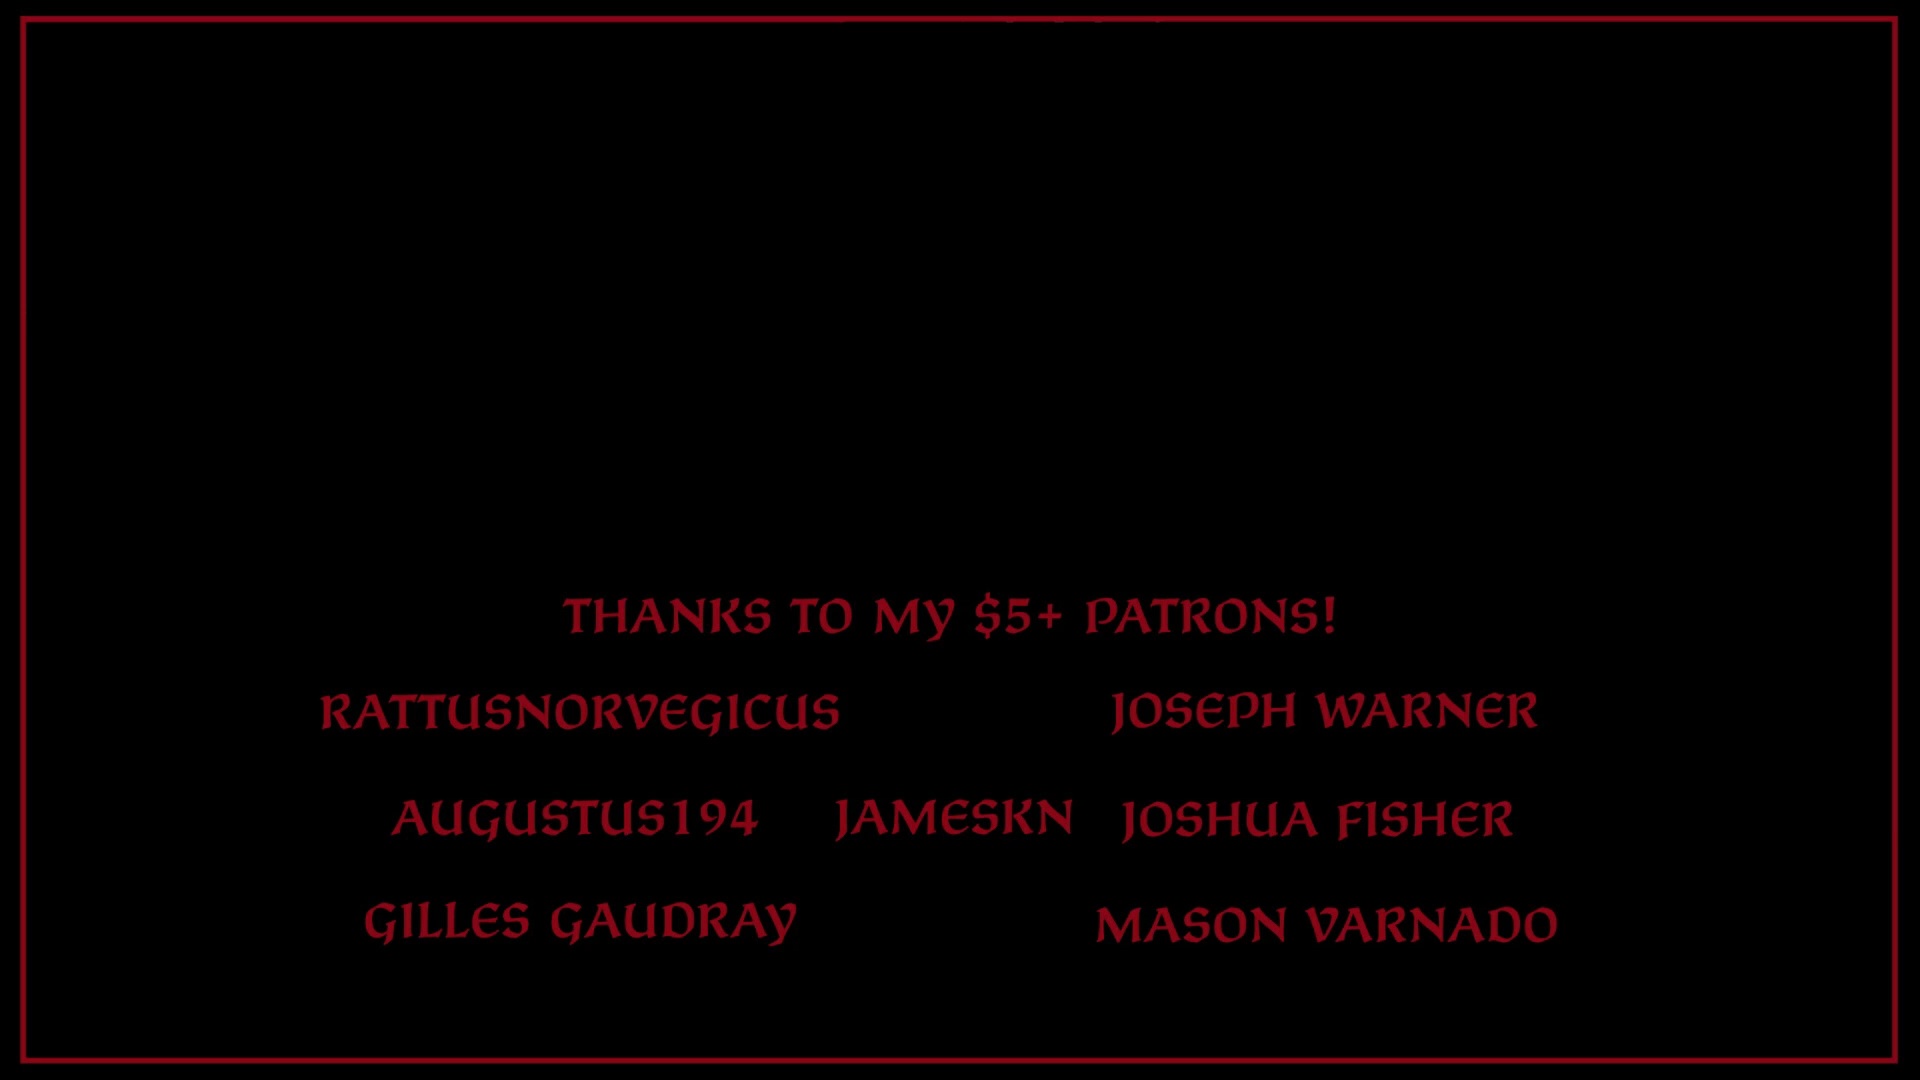 THANKS TO MY $5+ PATRONS!
RATTUSNORVEGICUS JOSEPH WARNER
AUGUSTUS194 JAMESKN JOSHUA FISHER
GILLES GAUDRAY MASON VARNADO